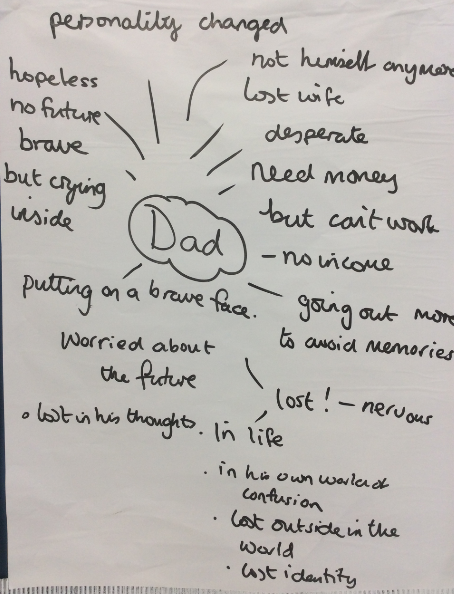 personality changed
hopeless
no future
brave
but crying
inside
not himself anymore
lost wife
desperate
need money
but can't work
- no income
Dad
putting on a brave face.
going out more
to avoid memories
Worried about
the future
lost! - nervous
• lost in his thoughts.
• In life
• in his own world of
confusion
• lost outside in the
world
• lost identity